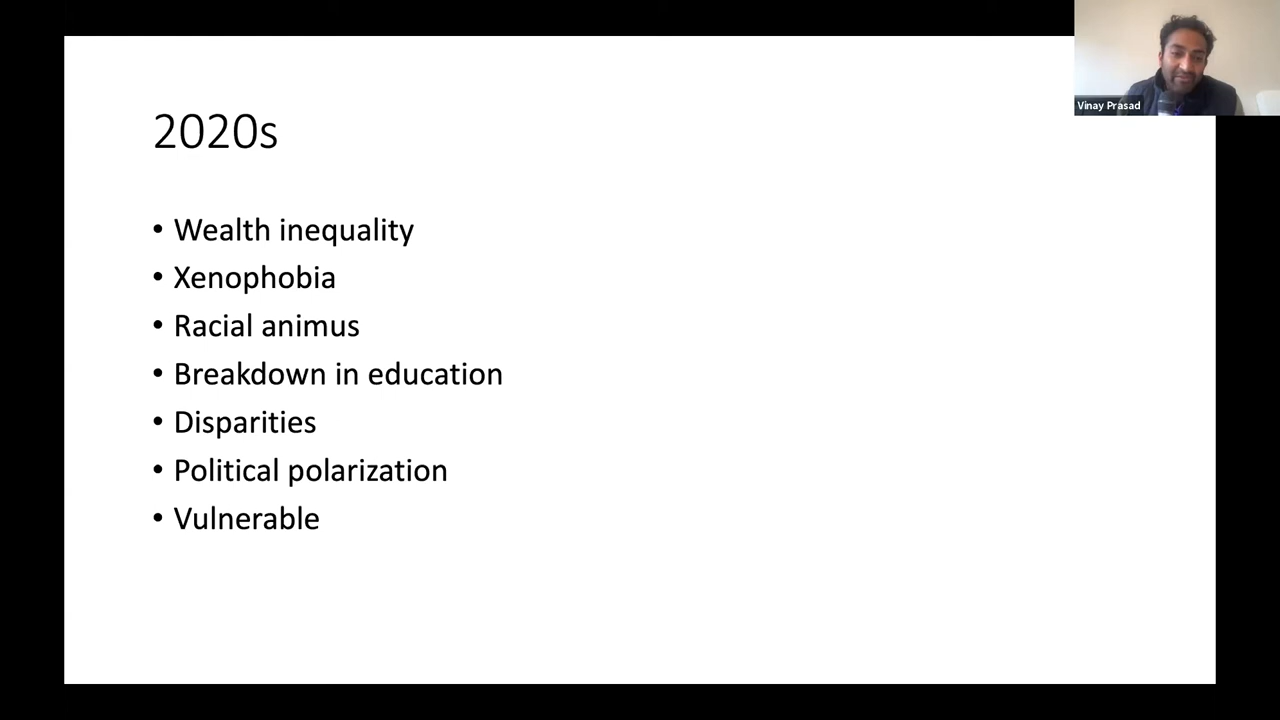 Vinay Prasad
2020s
• Wealth inequality
• Xenophobia
• Racial animus
• Breakdown in education
• Disparities
• Political polarization
• Vulnerable